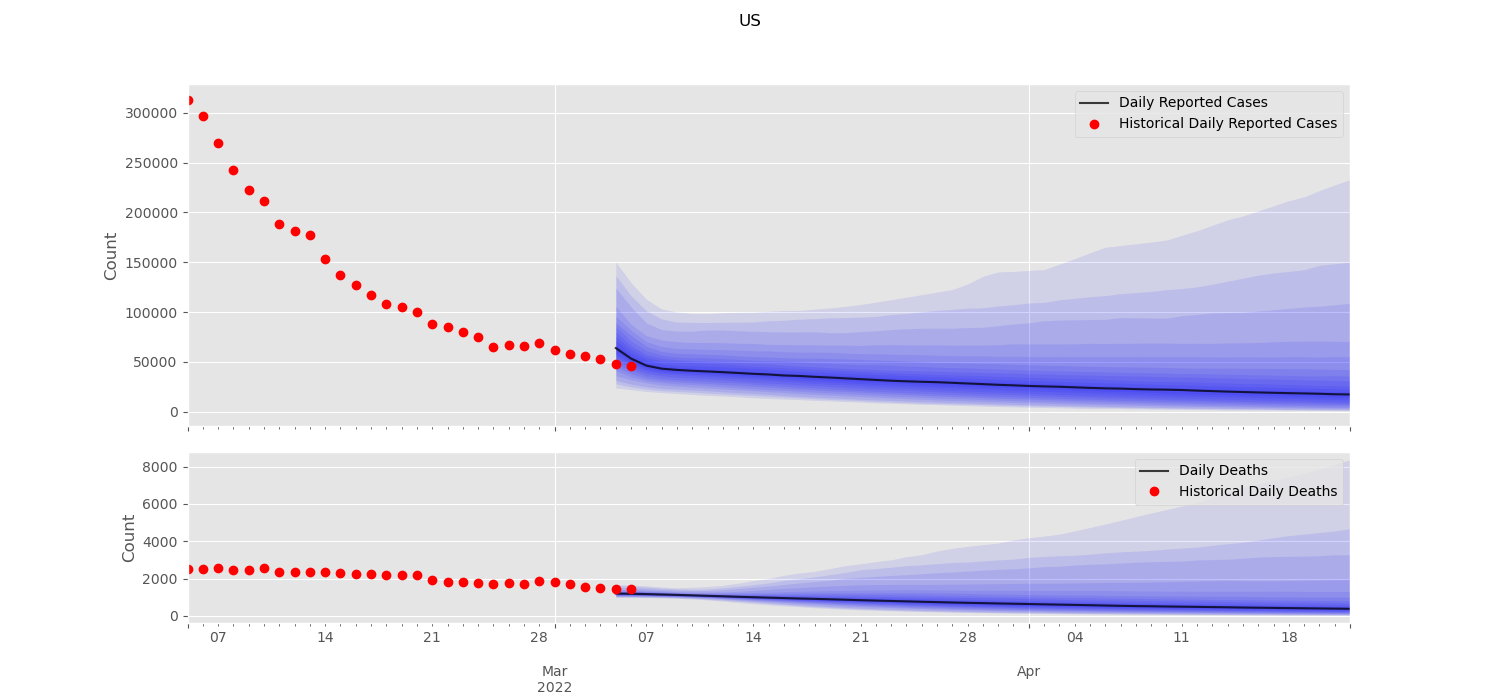 US
300000
250000
200000
150000
100000
50000
0
Count
Daily Reported Cases
Historical Daily Reported Cases
8000
6000
4000
2000
0
Count
Daily Deaths
Historical Daily Deaths
07 14 21 28 07 14 21 28 04 11 18
Mar Apr
2022